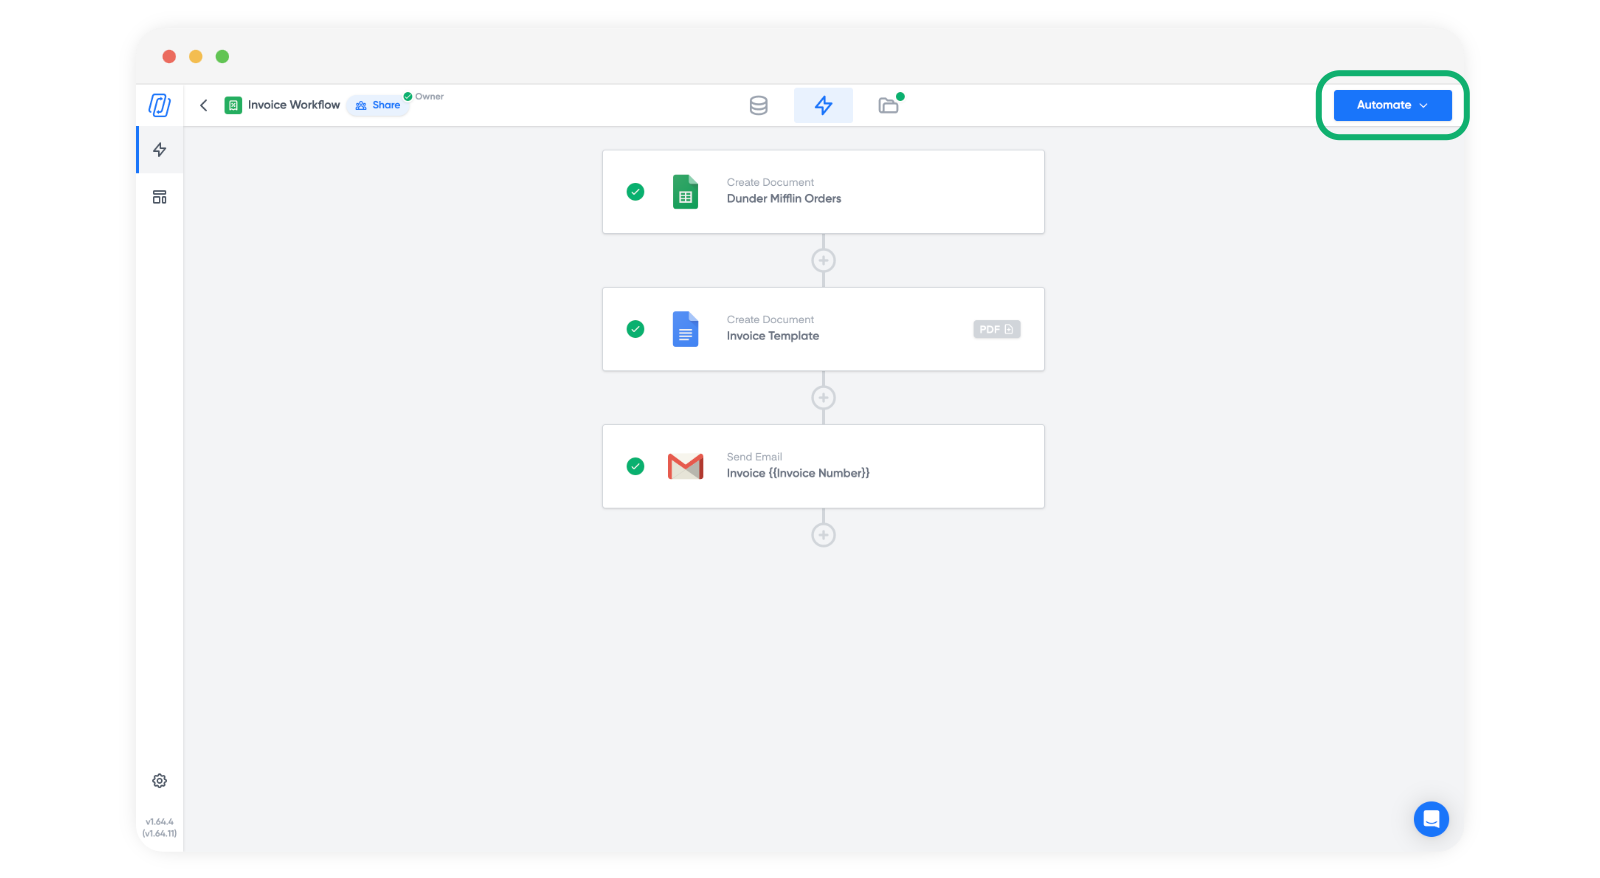 Invoice Workflow
Share
Owner
Automate
Create Document
Dunder Mifflin Orders
Create Document
Invoice Template
PDF
Send Email
Invoice {{Invoice Number}}
v1.64.4
(v1.64.11)